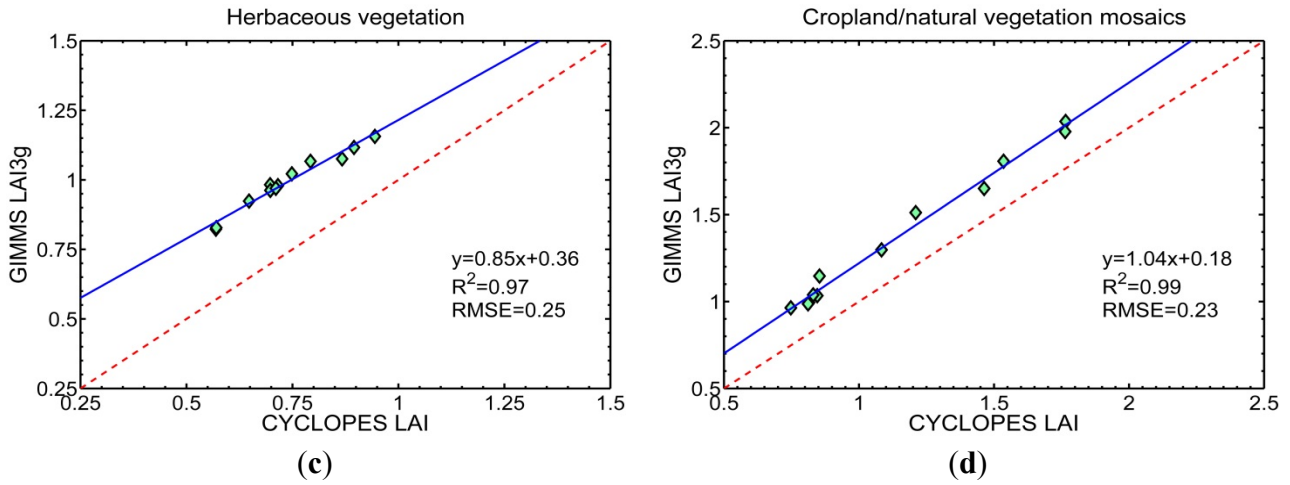 Herbaceous vegetation
1.5
1.25
1
0.75
0.5
0.25
GIMMS LAI3g
y=0.85x+0.36
R²=0.97
RMSE=0.25
0.25 0.5 0.75 1 1.25 1.5
CYCLOPES LAI
(c)
Cropland/natural vegetation mosaics
2.5
2
1.5
1
0.5
GIMMS LAI3g
y=1.04x+0.18
R²=0.99
RMSE=0.23
0.5 1 1.5 2 2.5
CYCLOPES LAI
(d)